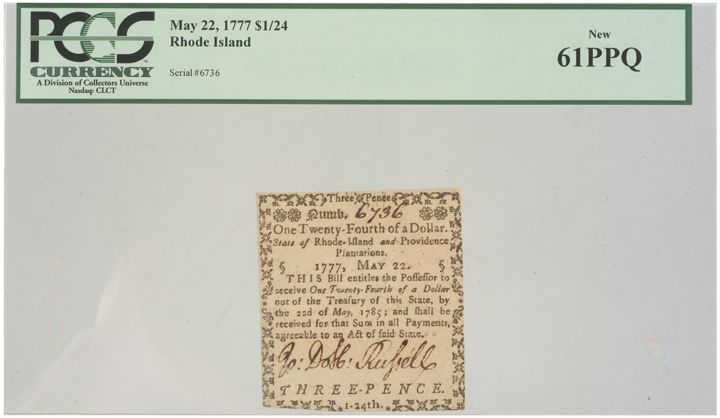 PCGS
CURRENCY
A Division of Collectors Universe
Nasdaq: CLCT
May 22, 1777 $1/24
Rhode Island
Serial #6736
New
61PPQ
Three Pence
Numb. 6736
One Twenty-Fourth of a Dollar.
State of Rhode-Island and Providence
Plantations.
§ 1777, MAY 22. §
THIS Bill entitles the Possessor to
receive One Twenty-Fourth of a Dollar
out of the Treasury of this State, by
the 22d of May, 1785; and shall be
received for that Sum in all Payments,
agreeable to an Act of said State.
Russell
THREE-PENCE.
1-24th.